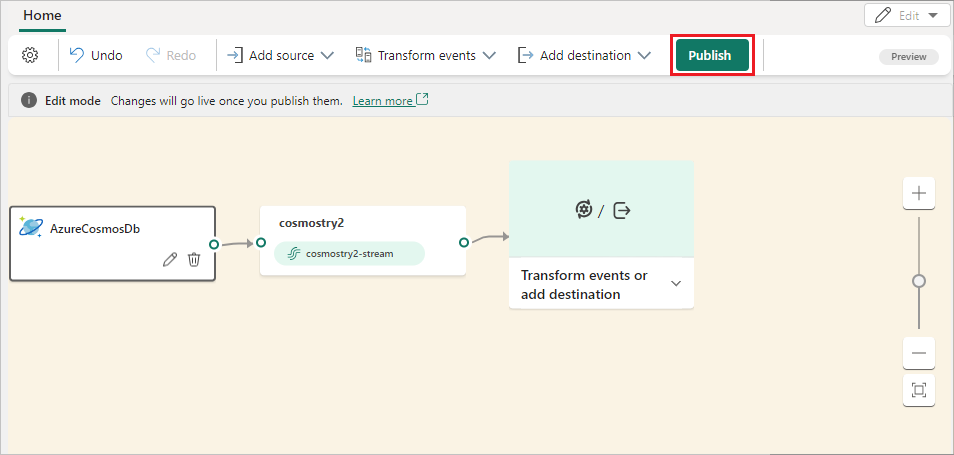 Home
Edit
Undo
Redo
Add source
Transform events
Add destination
Publish
Preview
Edit mode Changes will go live once you publish them. Learn more
AzureCosmosDb
cosmostry2
cosmostry2-stream
/
Transform events or
add destination